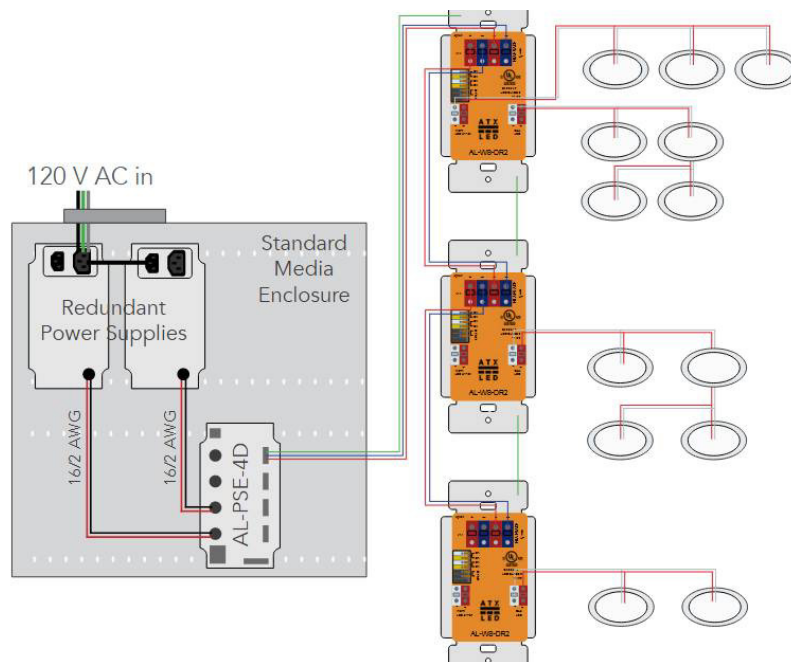 120 V AC in
Standard
Media
Enclosure
Redundant
Power Supplies
16/2 AWG
16/2 AWG
AL-PSE-4D
ATX
LED
AL-WS-DR2
ATX
LED
AL-WS-DR2
ATX
LED
AL-WS-DR2